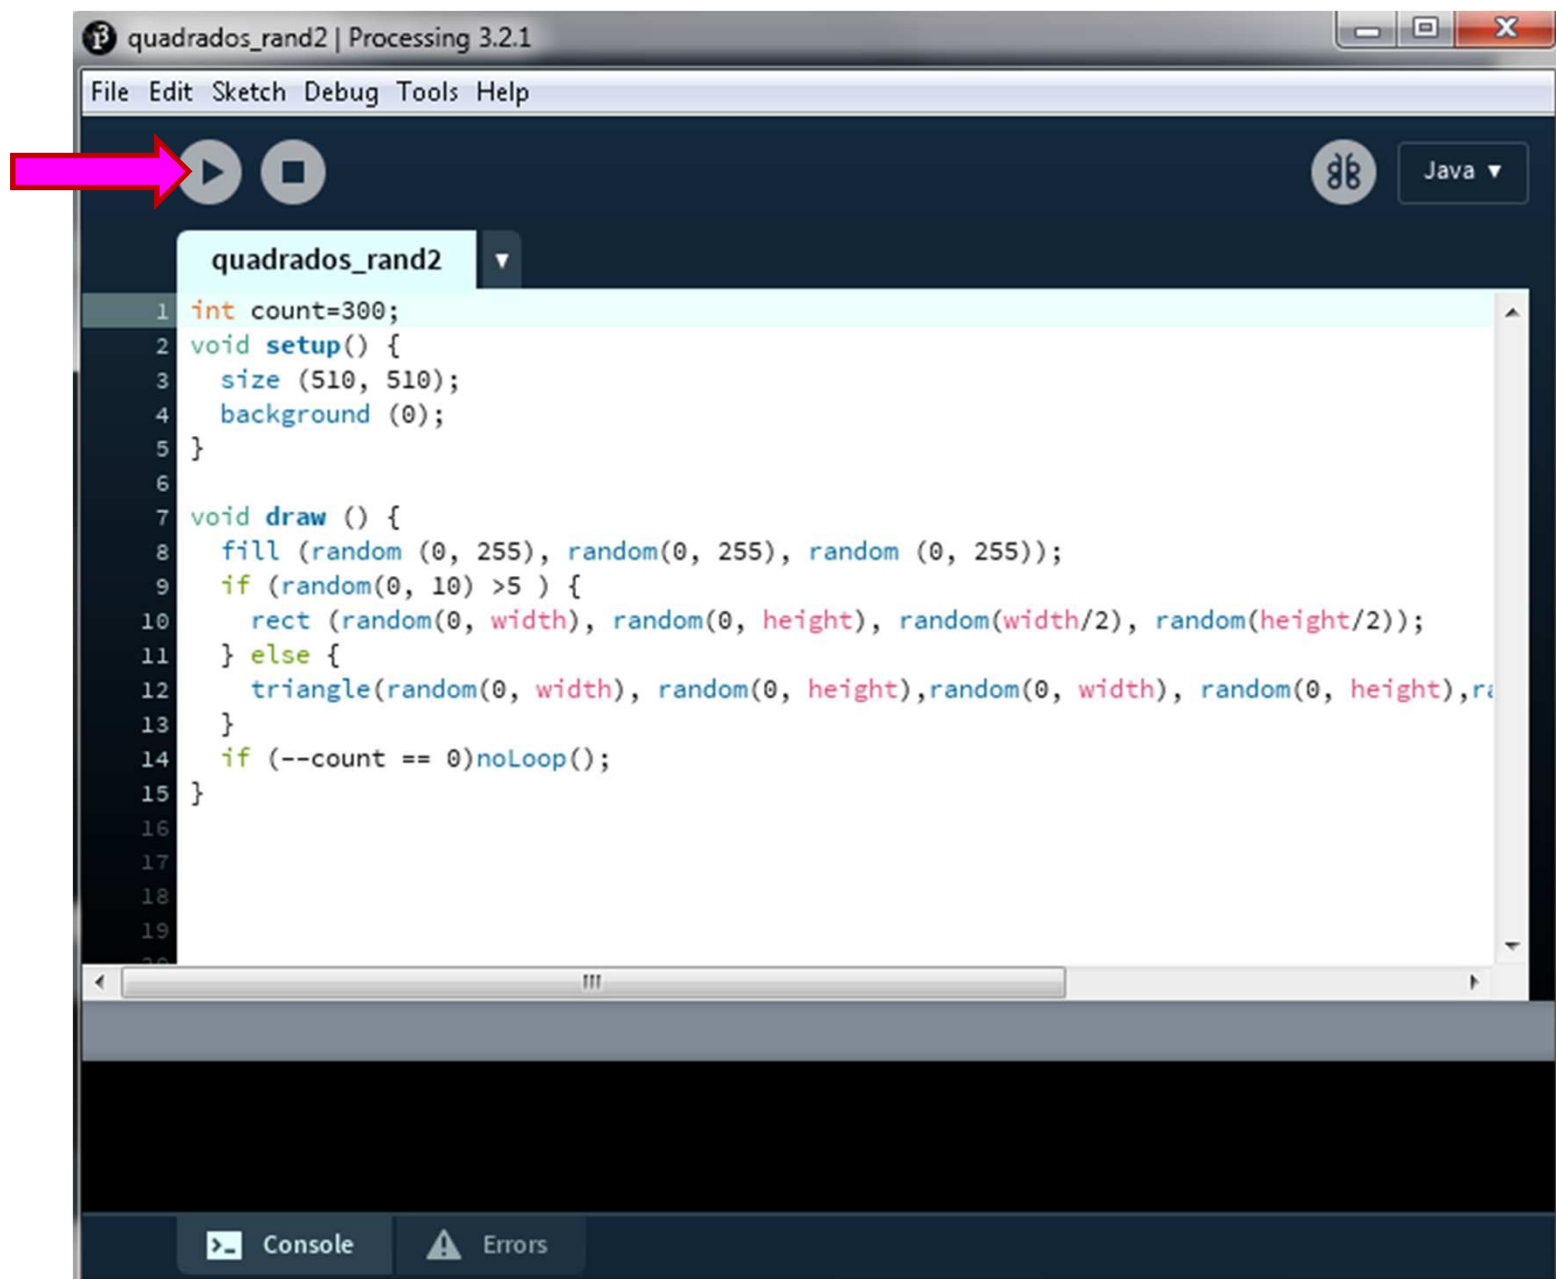 quadrados_rand2 | Processing 3.2.1
File Edit Sketch Debug Tools Help
Java
quadrados_rand2
1 int count=300;
2 void setup() {
3 size (510, 510);
4 background (0);
5 }
6
7 void draw () {
8 fill (random (0, 255), random(0, 255), random (0, 255));
9 if (random(0, 10) >5 ) {
10 rect (random(0, width), random(0, height), random(width/2), random(height/2));
11 } else {
12 triangle(random(0, width), random(0, height),random(0, width), random(0, height),
13 }
14 if (--count == 0)noLoop();
15 }
16
17
18
19
Console Errors